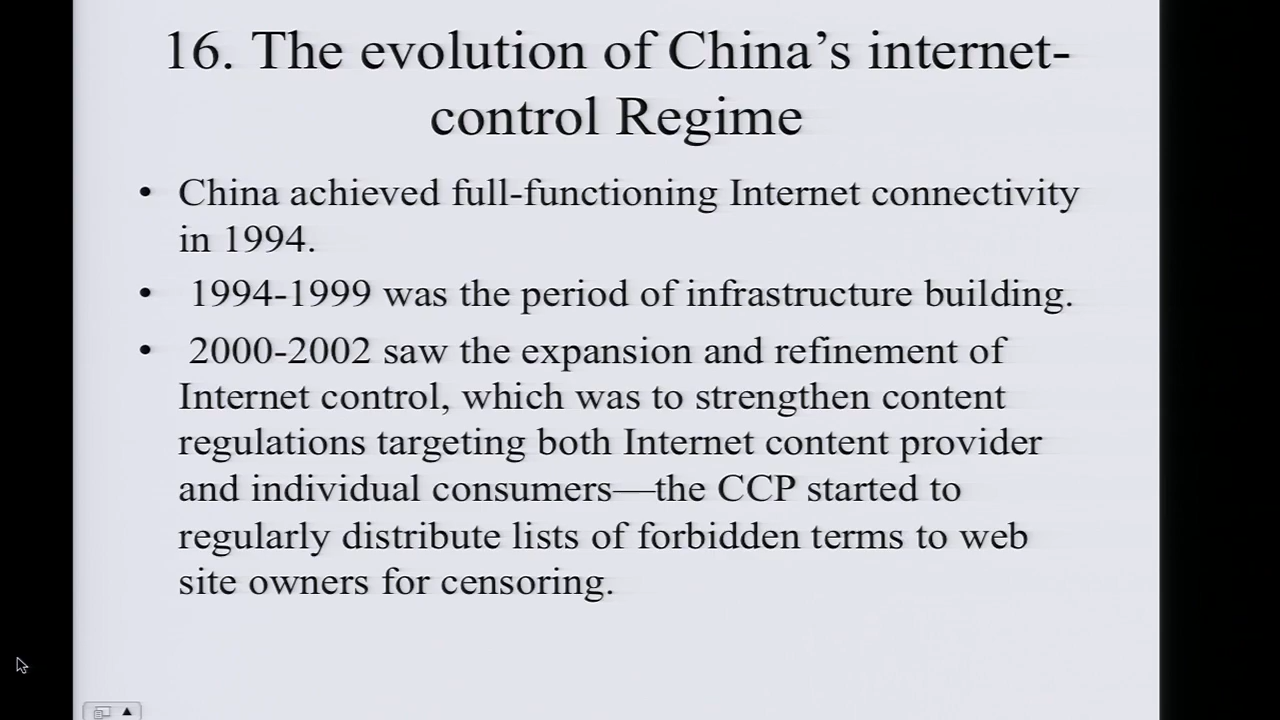 16. The evolution of China’s internet-
control Regime
• China achieved full-functioning Internet connectivity
in 1994.
• 1994-1999 was the period of infrastructure building.
• 2000-2002 saw the expansion and refinement of
Internet control, which was to strengthen content
regulations targeting both Internet content provider
and individual consumers—the CCP started to
regularly distribute lists of forbidden terms to web
site owners for censoring.